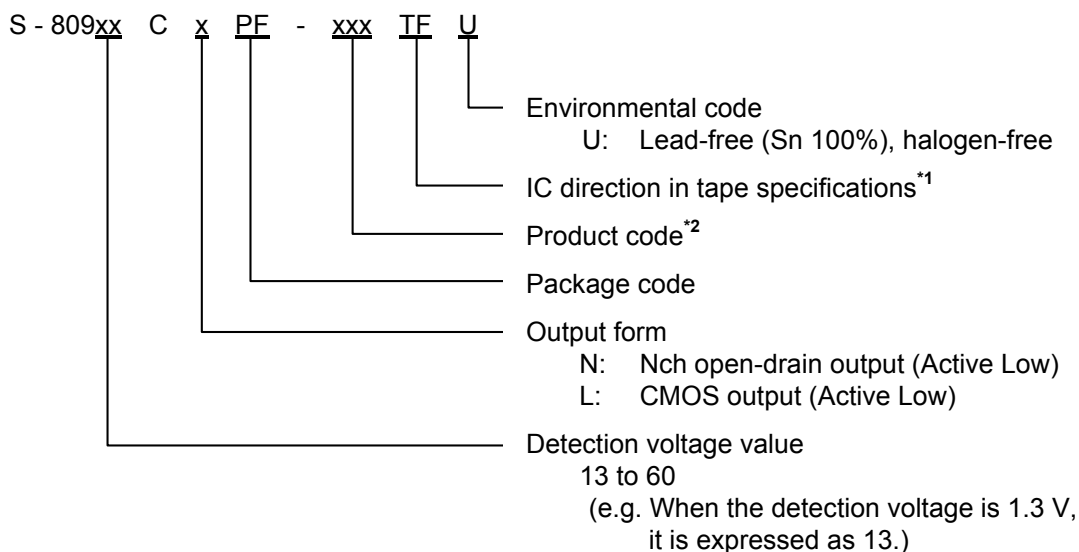 S - 809xx C x PF - xxx TF U
Environmental code
U: Lead-free (Sn 100%), halogen-free
IC direction in tape specifications*1
Product code*2
Package code
Output form
N: Nch open-drain output (Active Low)
L: CMOS output (Active Low)
Detection voltage value
13 to 60
(e.g. When the detection voltage is 1.3 V,
it is expressed as 13.)